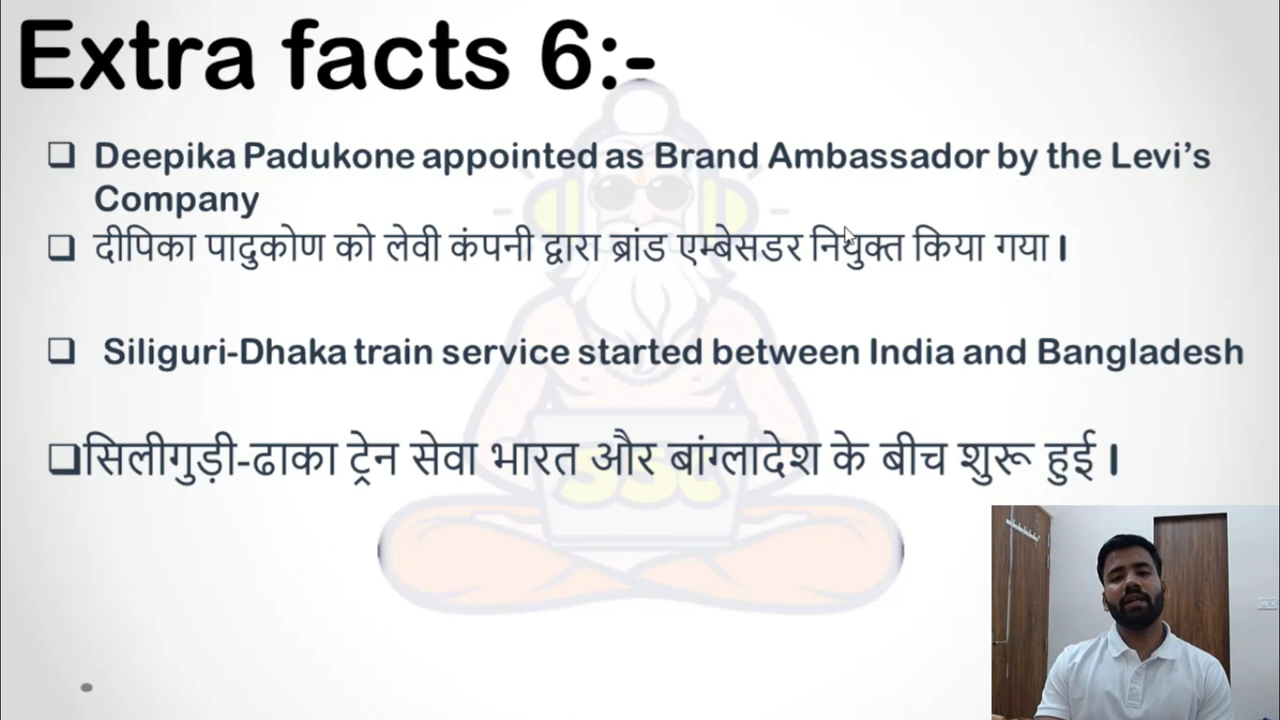 Extra facts 6:-
Deepika Padukone appointed as Brand Ambassador by the Levi’s
Company
दीपिका पादुकोण को लेवी कंपनी द्वारा ब्रांड एम्बेसडर नियुक्त किया गया ।
Siliguri-Dhaka train service started between India and Bangladesh
सिलीगुड़ी-ढाका ट्रेन सेवा भारत और बांग्लादेश के बीच शुरू हुई ।
SSC